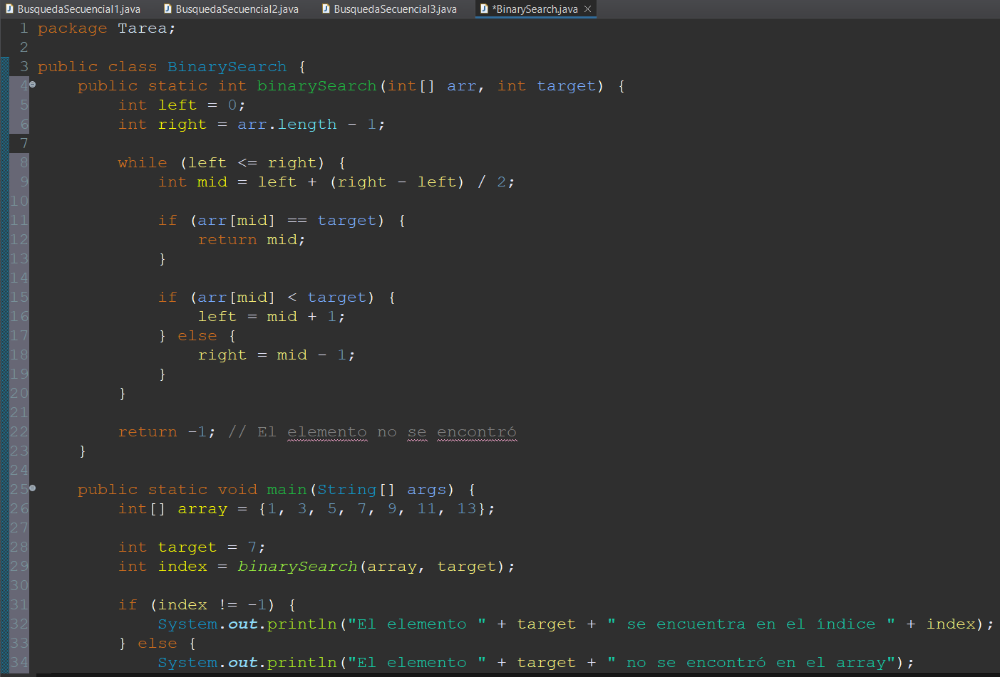 BusquedaSecuencial1.java BusquedaSecuencial2.java BusquedaSecuencial3.java *BinarySearch.java
1 package Tarea;
2
3 public class BinarySearch {
4 public static int binarySearch(int[] arr, int target) {
5 int left = 0;
6 int right = arr.length - 1;
7
8 while (left <= right) {
9 int mid = left + (right - left) / 2;
10
11 if (arr[mid] == target) {
12 return mid;
13 }
14
15 if (arr[mid] < target) {
16 left = mid + 1;
17 } else {
18 right = mid - 1;
19 }
20 }
21
22 return -1; // El elemento no se encontró
23 }
24
25 public static void main(String[] args) {
26 int[] array = {1, 3, 5, 7, 9, 11, 13};
27
28 int target = 7;
29 int index = binarySearch(array, target);
30
31 if (index != -1) {
32 System.out.println("El elemento " + target + " se encuentra en el índice " + index);
33 } else {
34 System.out.println("El elemento " + target + " no se encontró en el array");